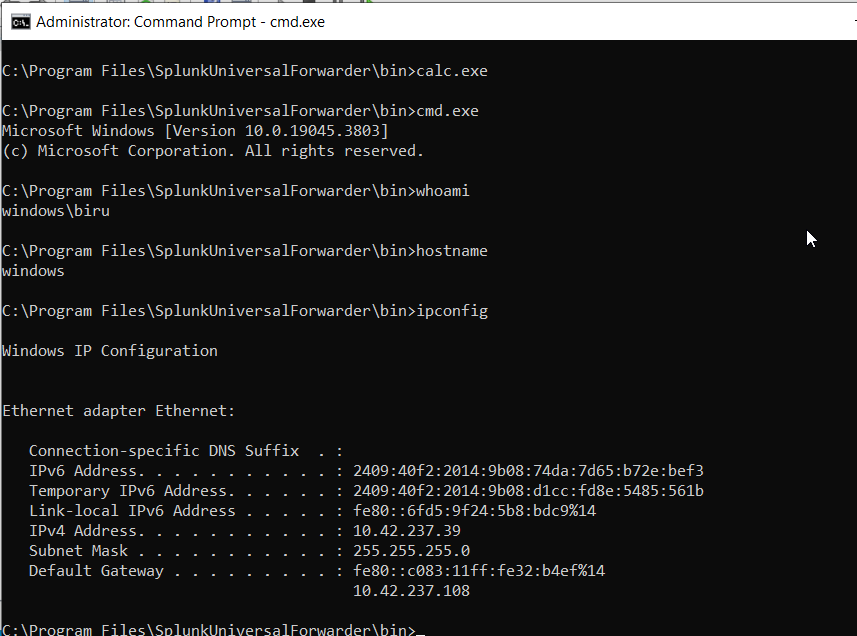 Administrator: Command Prompt - cmd.exe
C:\Program Files\SplunkUniversalForwarder\bin>calc.exe
C:\Program Files\SplunkUniversalForwarder\bin>cmd.exe
Microsoft Windows [Version 10.0.19045.3803]
(c) Microsoft Corporation. All rights reserved.
C:\Program Files\SplunkUniversalForwarder\bin>whoami
windows\biru
C:\Program Files\SplunkUniversalForwarder\bin>hostname
windows
C:\Program Files\SplunkUniversalForwarder\bin>ipconfig
Windows IP Configuration
Ethernet adapter Ethernet:
   Connection-specific DNS Suffix  . :
   IPv6 Address. . . . . . . . . . . : 2409:40f2:2014:9b08:74da:7d65:b72e:bef3
   Temporary IPv6 Address. . . . . . : 2409:40f2:2014:9b08:d1cc:fd8e:5485:561b
   Link-local IPv6 Address . . . . . : fe80::6fd5:9f24:5b8:bdc9%14
   IPv4 Address. . . . . . . . . . . : 10.42.237.39
   Subnet Mask . . . . . . . . . . . : 255.255.255.0
   Default Gateway . . . . . . . . . : fe80::c083:11ff:fe32:b4ef%14
                                       10.42.237.108
C:\Program Files\SplunkUniversalForwarder\bin>_